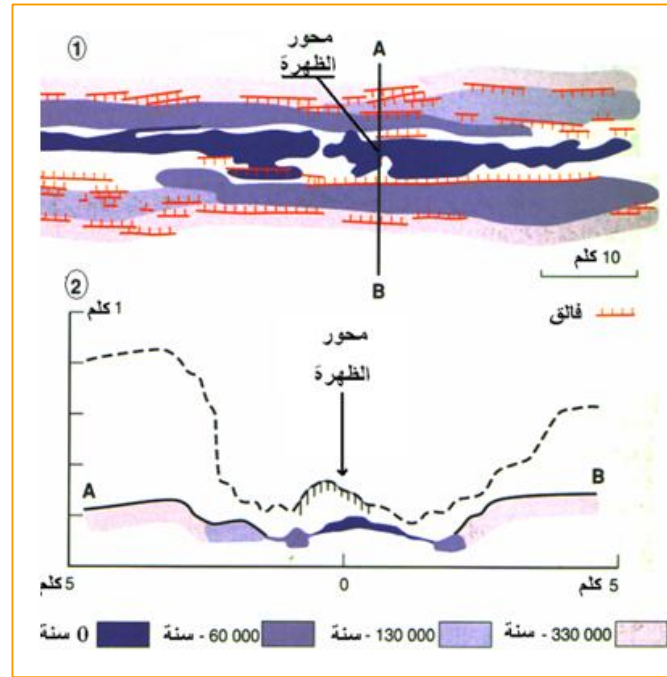 ①
محور
الظهرة
A
B
10 كلم
فالق
②
1 كلم
محور
الظهرة
A
B
5 كلم
0
5 كلم
0 سنة
60 000 - سنة
130 000 - سنة
330 000 - سنة